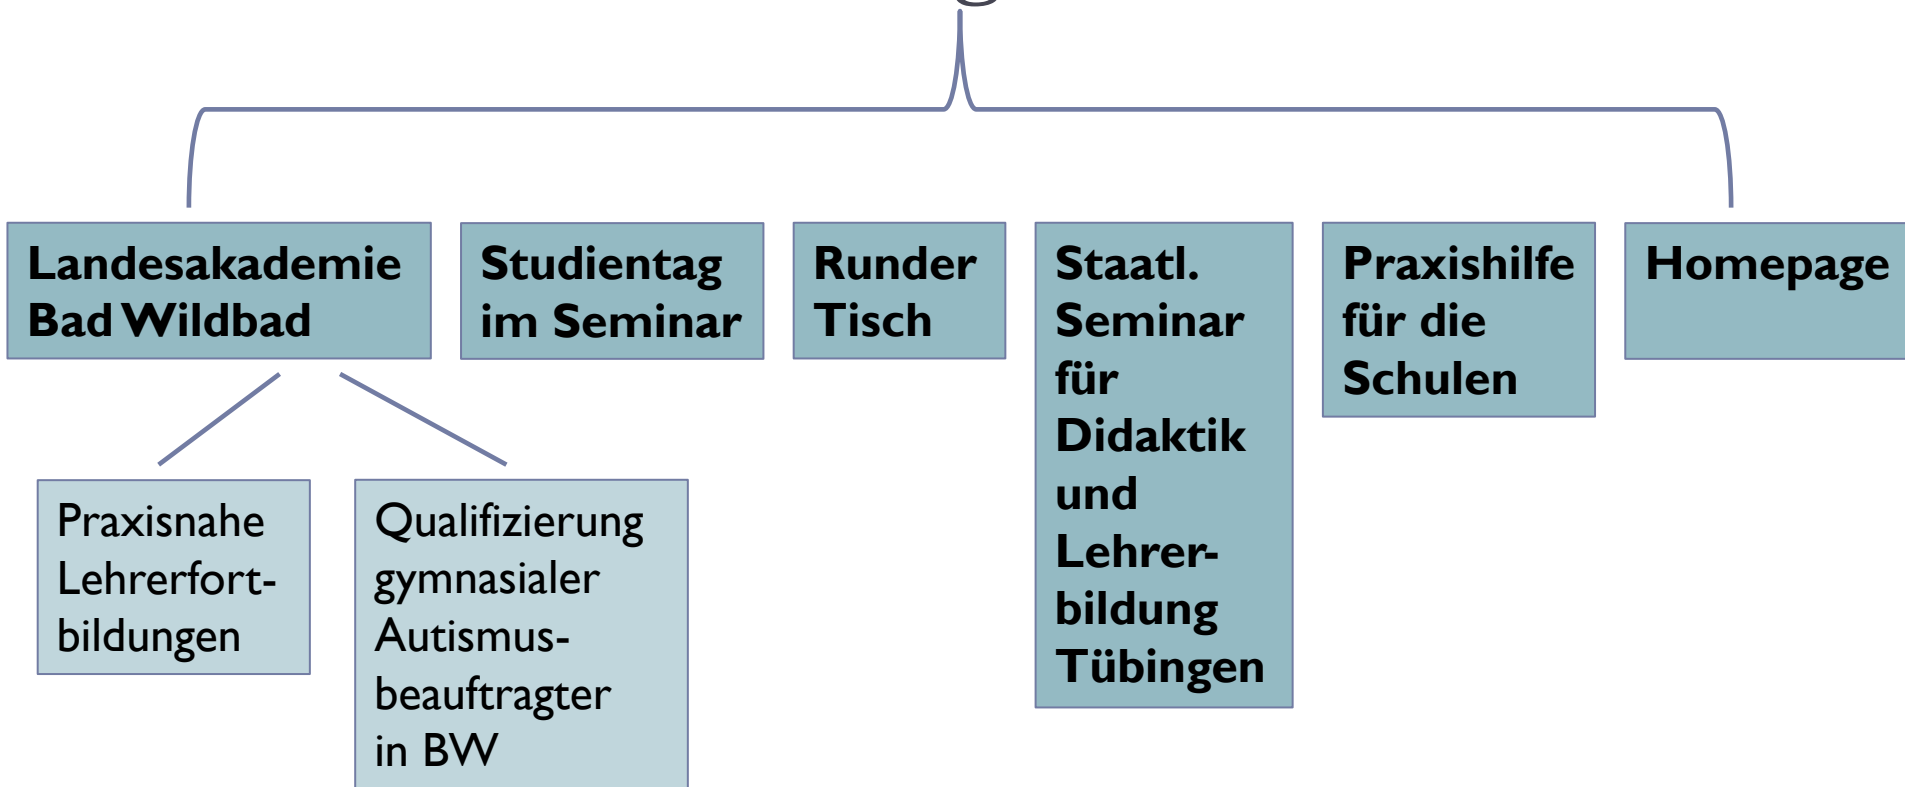 Landesakademie
Bad Wildbad
Studientag
im Seminar
Runder
Tisch
Staatl.
Seminar
für
Didaktik
und
Lehrer-
bildung
Tübingen
Praxishilfe
für die
Schulen
Homepage
Praxisnahe
Lehrerfort-
bildungen
Qualifizierung
gymnasialer
Autismus-
beauftragter
in BW